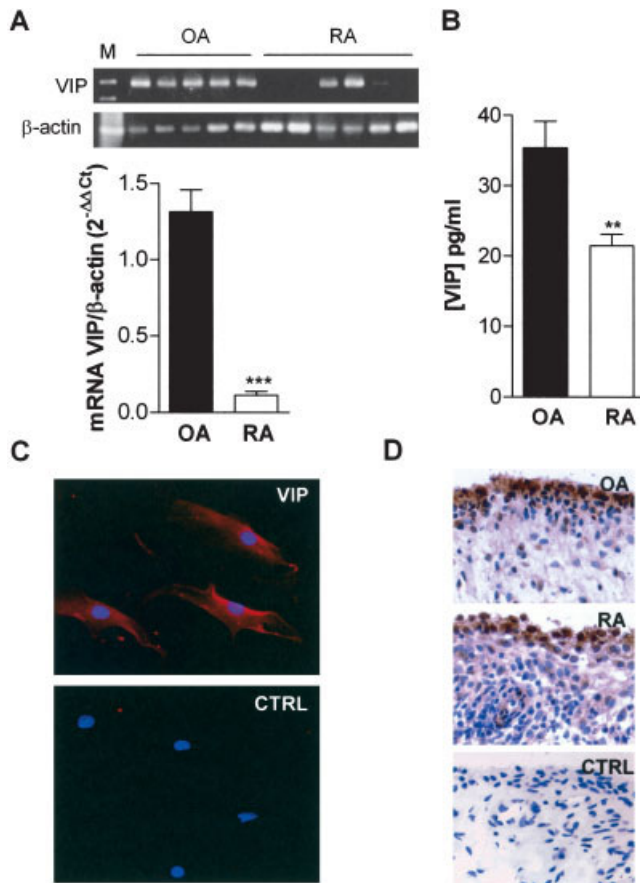 A
OA RA
M
VIP
β-actin
1.5
1.0
0.5
0.0
mRNA VIP/β-actin (2^-ΔΔCt)
***
OA RA
B
40
30
20
10
0
[VIP] pg/ml
**
OA RA
C
VIP
CTRL
D
OA
RA
CTRL